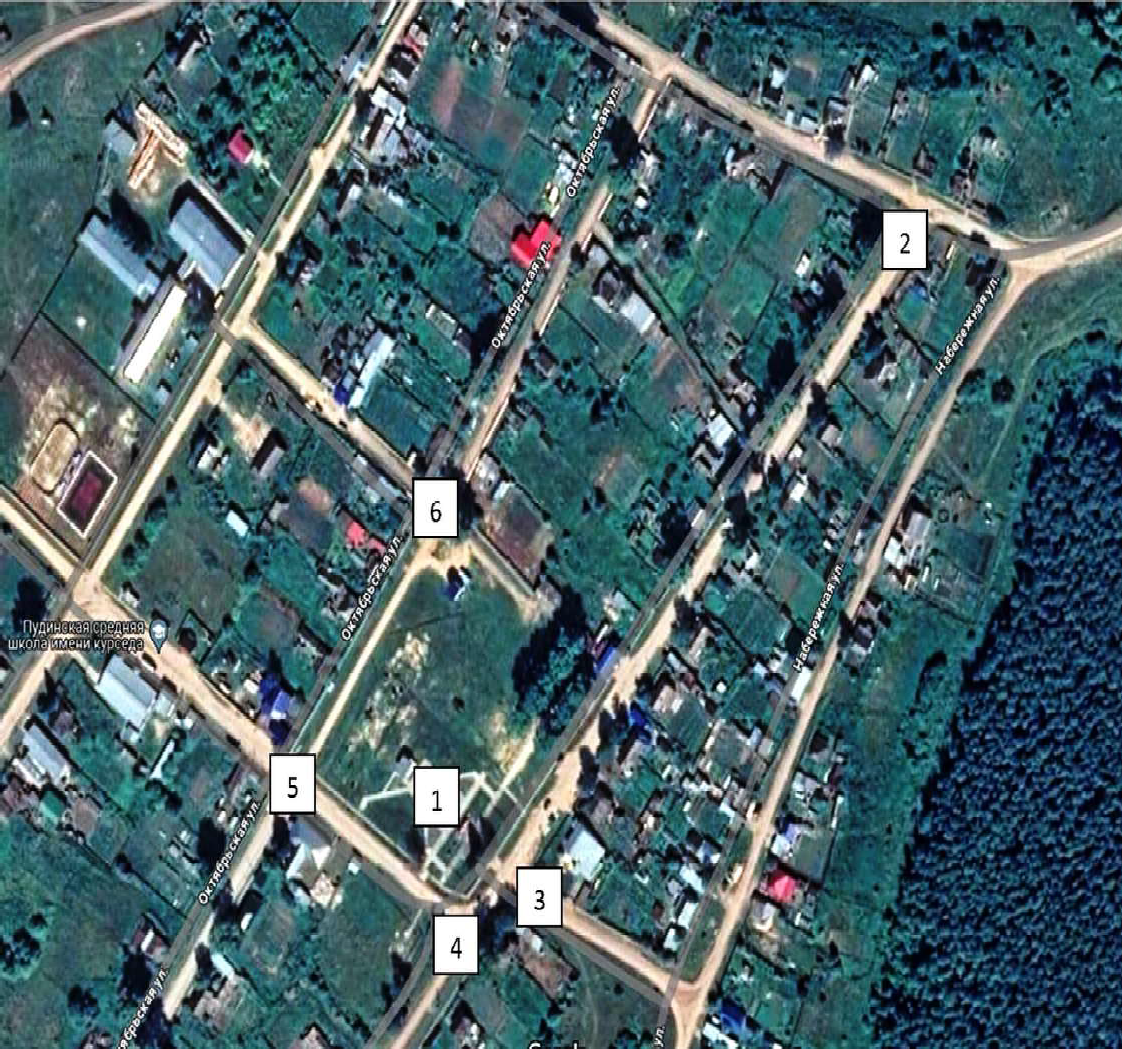 Октябрьская ул.
Октябрьская ул.
2
Набережная ул.
6
Октябрьская ул.
Набережная ул.
Пудинская средняя
школа имени курседа
5
1
Октябрьская ул.
3
4
ул.